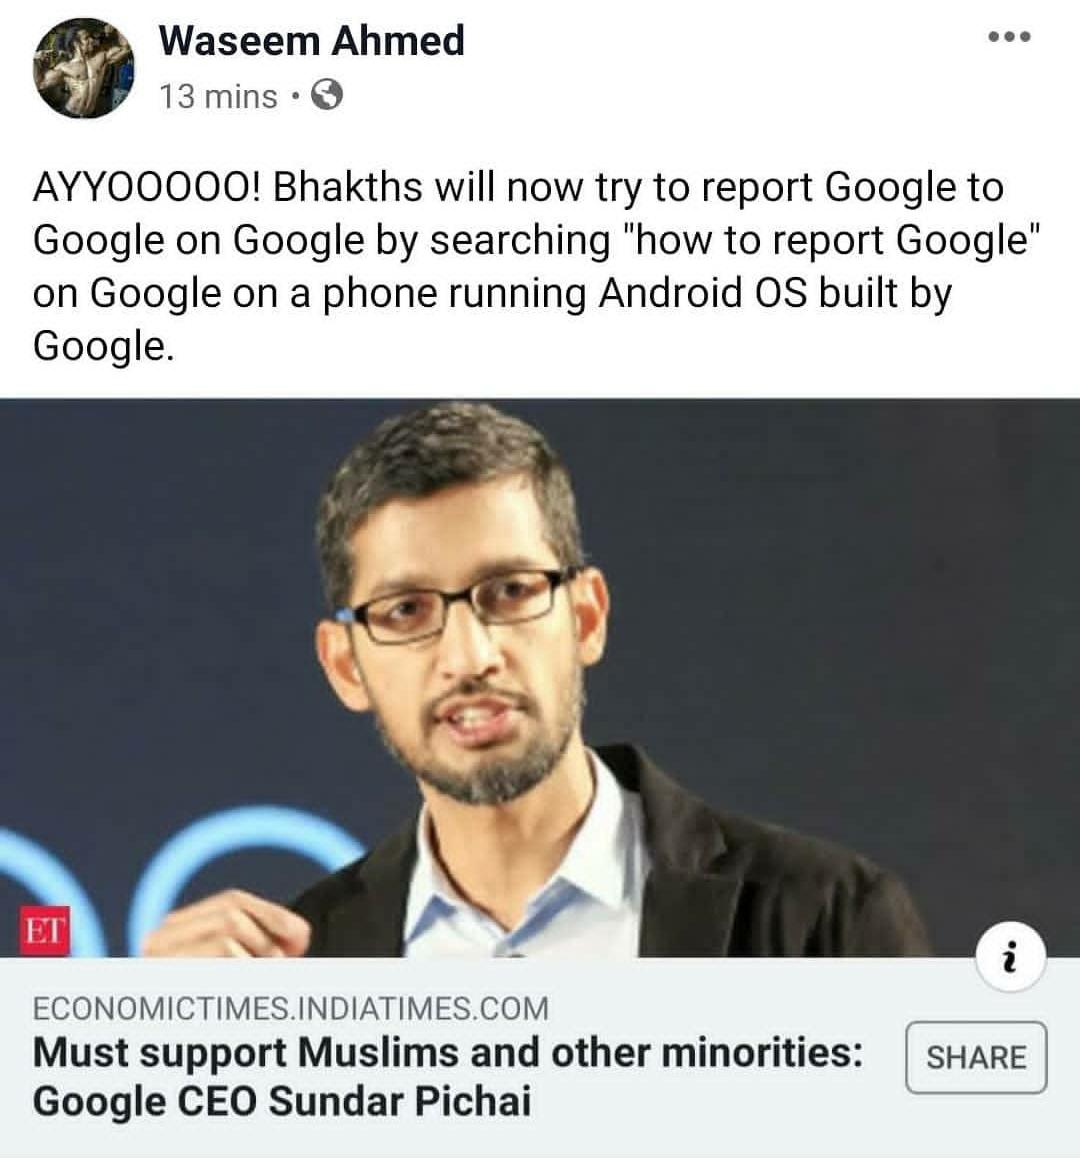 Waseem Ahmed
13 mins ·
AYYOOOOO! Bhakths will now try to report Google to
Google on Google by searching "how to report Google"
on Google on a phone running Android OS built by
Google.
ET
i
ECONOMICTIMES.INDIATIMES.COM
Must support Muslims and other minorities:
Google CEO Sundar Pichai
SHARE